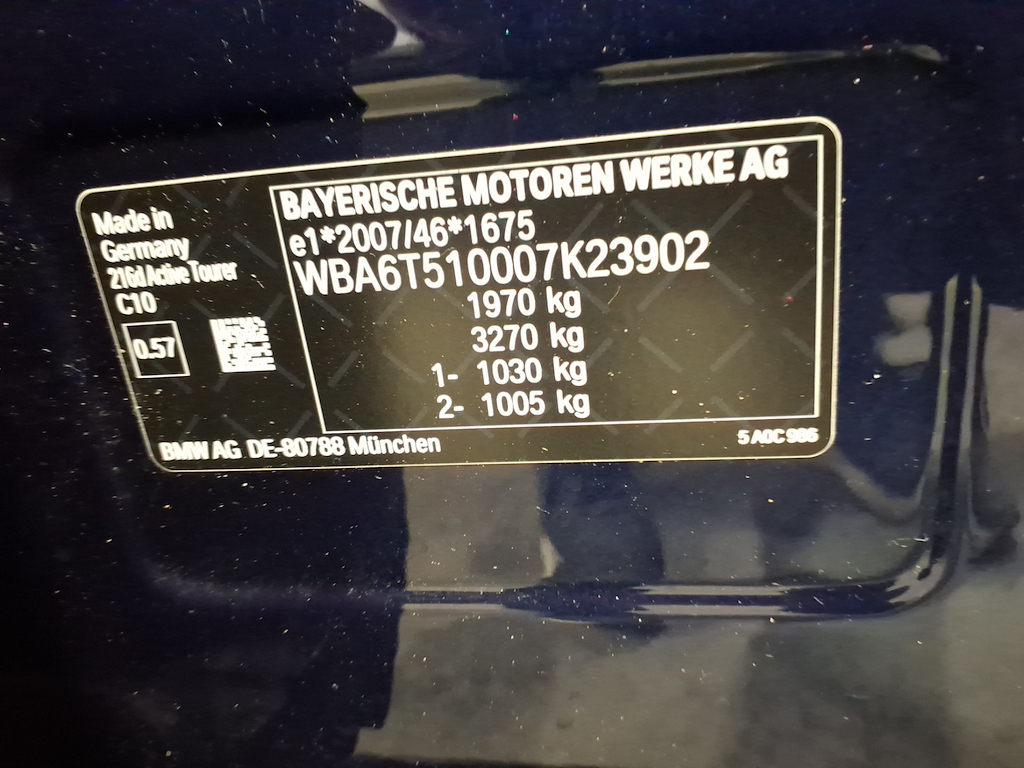 Made in
Germany
216d Active Tourer
C10
0.57
BAYERISCHE MOTOREN WERKE AG
e1*2007/46*1675
WBA6T510007K23902
1970 kg
3270 kg
1- 1030 kg
2- 1005 kg
BMW AG DE-80788 München
5 A0C 986